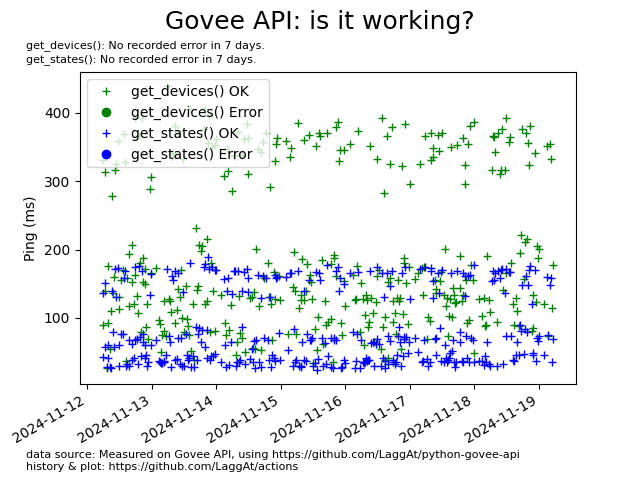 Govee API: is it working?
get_devices(): No recorded error in 7 days.
get_states(): No recorded error in 7 days.
get_devices() OK
get_devices() Error
get_states() OK
get_states() Error
Ping (ms)
400
300
200
100
2024-11-12
2024-11-13
2024-11-14
2024-11-15
2024-11-16
2024-11-17
2024-11-18
2024-11-19
data source: Measured on Govee API, using https://github.com/LaggAt/python-govee-api
history & plot: https://github.com/LaggAt/actions